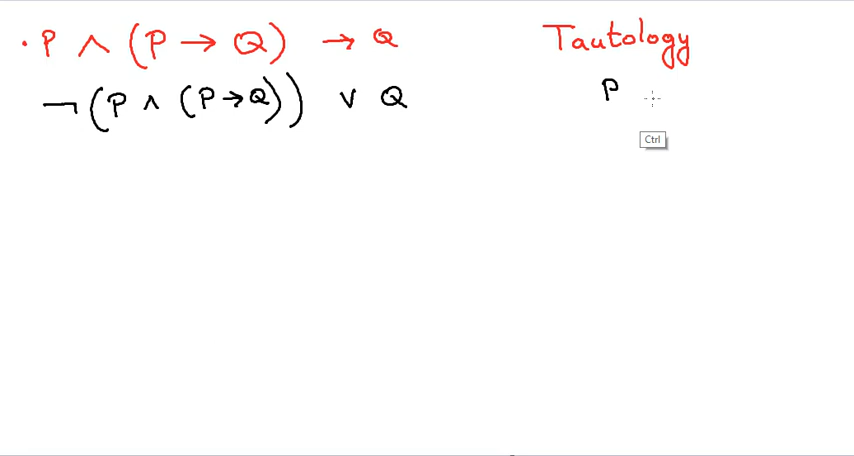 · P ∧ (P → Q) → Q Tautology
¬ (P ∧ (P → Q)) ∨ Q P
Ctrl